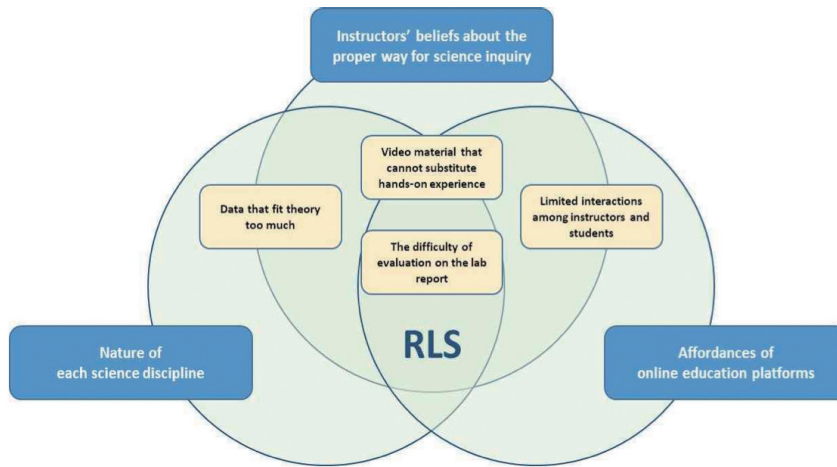 Instructors' beliefs about the
proper way for science inquiry
Video material that
cannot substitute
hands-on experience
Data that fit theory
too much
Limited interactions
among instructors and
students
The difficulty of
evaluation on the lab
report
RLS
Nature of
each science discipline
Affordances of
online education platforms